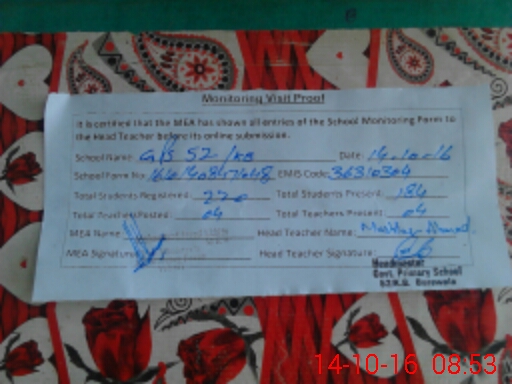 Monitoring Visit Proof
It is certified that the MEA has shown all entries of the School Monitoring Form to
the Head Teacher before its online submission.
School Name: GPS 52/KB Date: 14-10-16
School Form No. EMIS Code: 36310304
Total Students Registered: 220 Total Students Present: 184
Total Teachers Posted: 04 Total Teachers Present: 04
MEA Name: Head Teacher Name:
MEA Signature: Head Teacher Signature:
Headmaster
Govt. Primary School
14-10-16 08:53